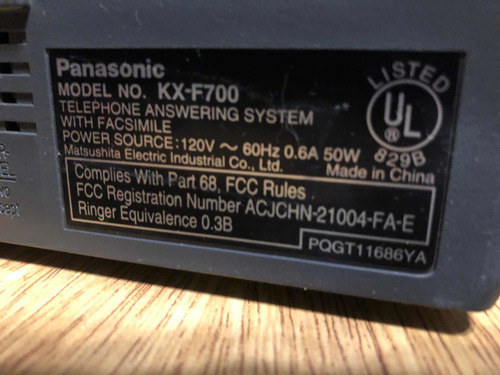 Panasonic
MODEL NO. KX-F700
TELEPHONE ANSWERING SYSTEM
WITH FACSIMILE
POWER SOURCE: 120V ～ 60Hz 0.6A 50W
Matsushita Electric Industrial Co., Ltd.
Made in China
LISTED
UL
®
829B
Complies With Part 68, FCC Rules
FCC Registration Number ACJCHN-21004-FA-E
Ringer Equivalence 0.3B
PQGT11686YA